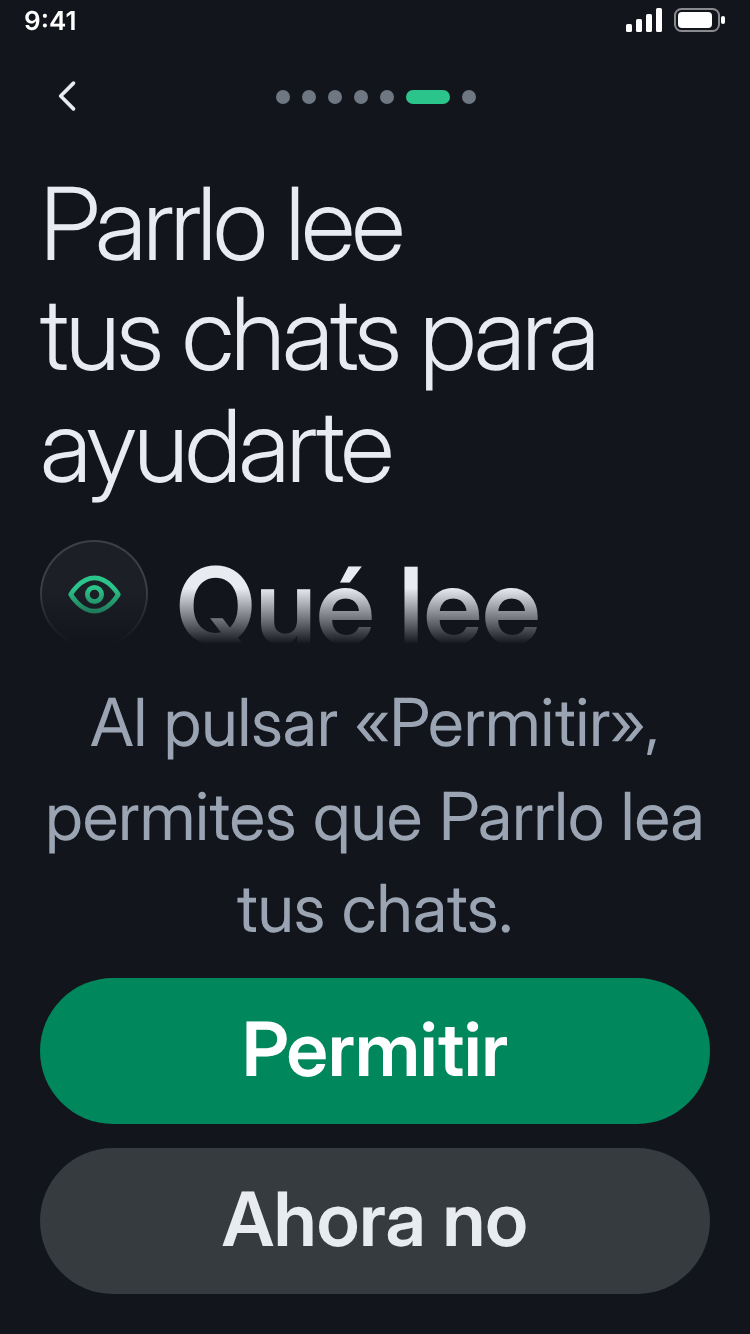 9:41
Parrlo lee
tus chats para
ayudarte
Qué lee
Al pulsar «Permitir»,
permites que Parrlo lea
tus chats.
Permitir
Ahora no